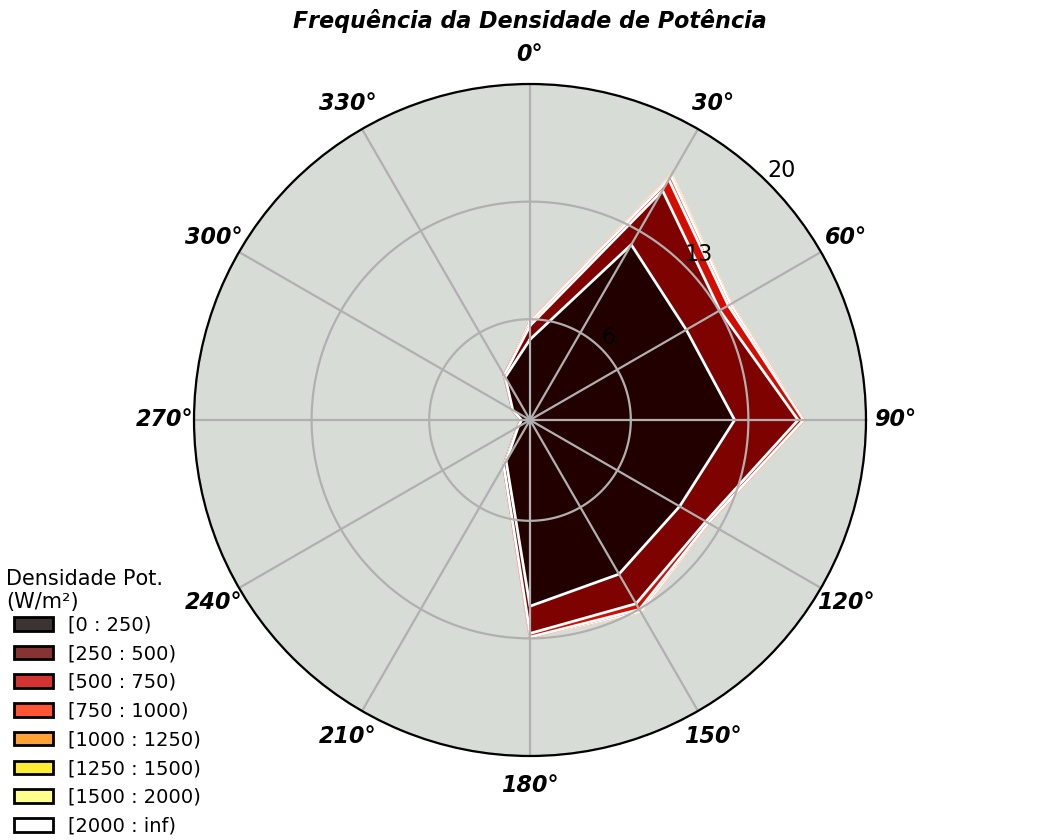 Frequência da Densidade de Potência
0°
330°
30°
20
300°
60°
13
6
270°
90°
240°
120°
210°
150°
180°
Densidade Pot.
(W/m²)
[0 : 250)
[250 : 500)
[500 : 750)
[750 : 1000)
[1000 : 1250)
[1250 : 1500)
[1500 : 2000)
[2000 : inf)